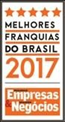 MELHORES
FRANQUIAS
DO BRASIL
2017
Empresas
& Negócios